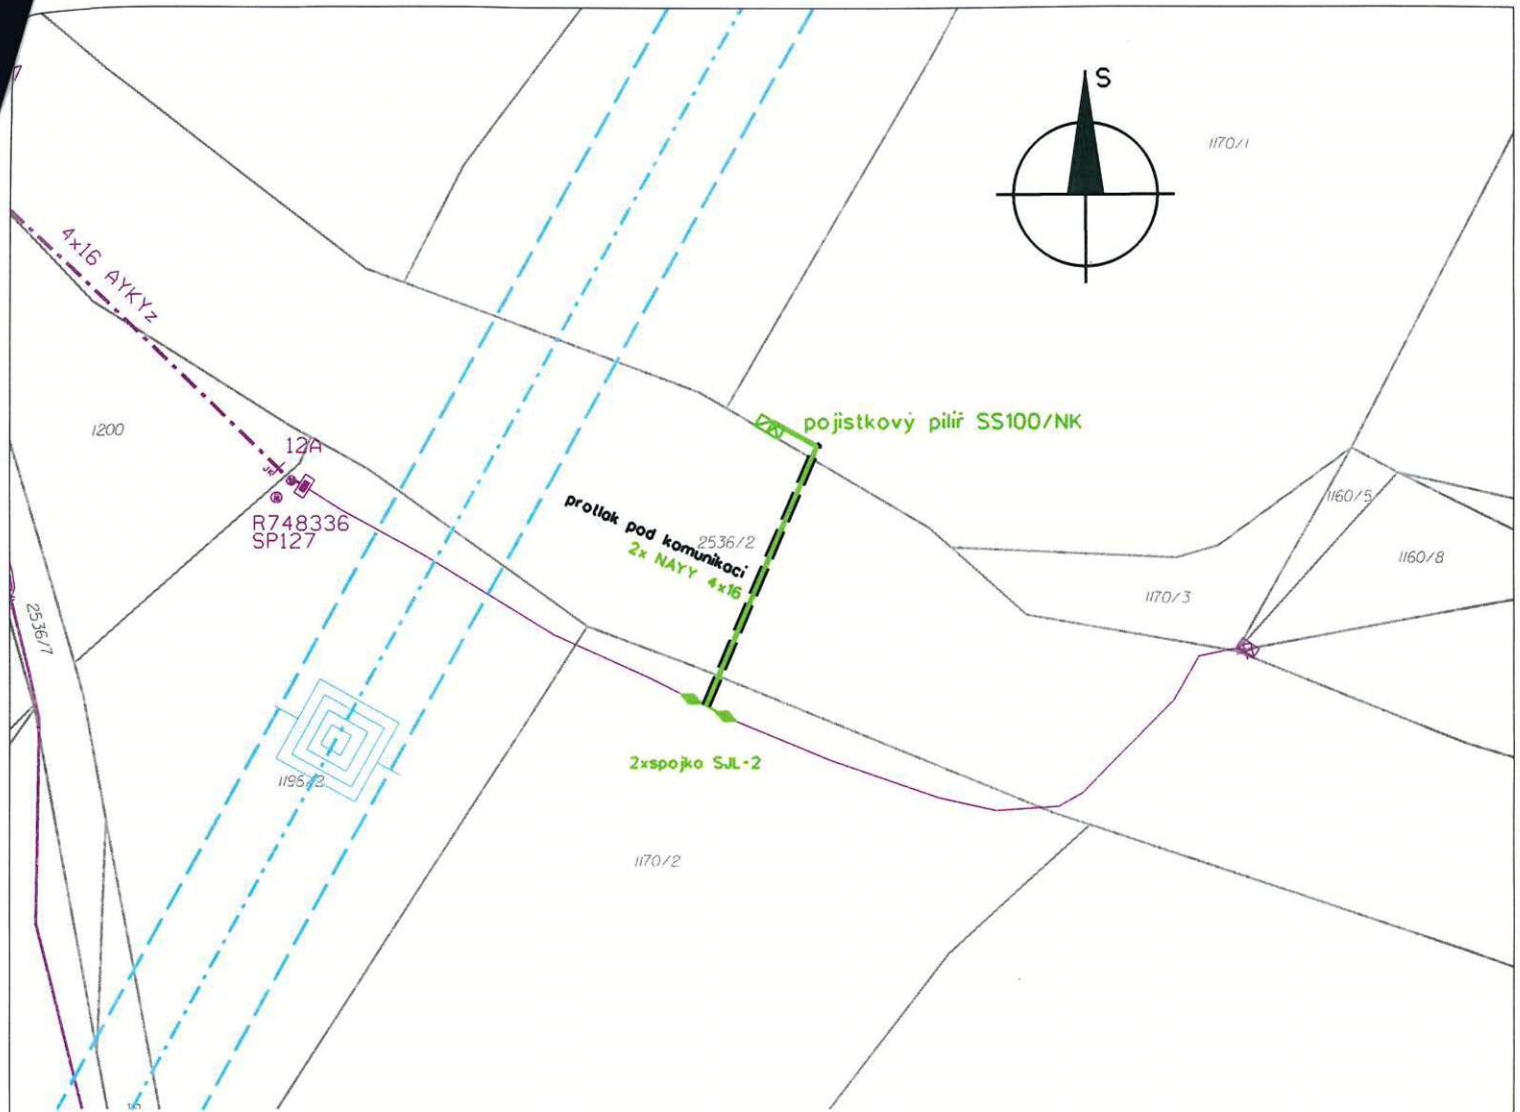 S
1170/1
4x16 AYKYz
1200
12A
pojistkový pilíř SS100/NK
R748336
SP127
protlak pod komunikací
2x NAYY 4x16
2536/2
1160/5
1160/8
1170/3
2536/7
2xspojka SJL-2
1195/2
1170/2